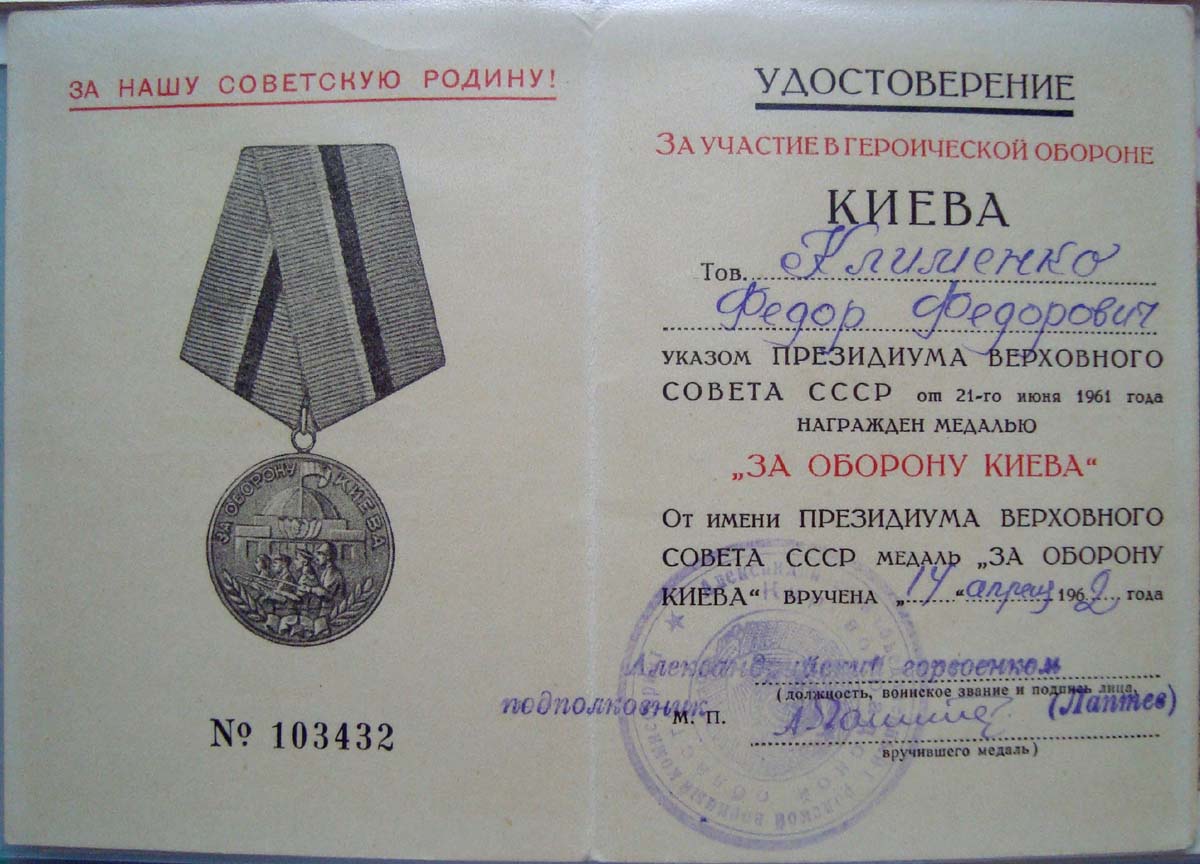 ЗА НАШУ СОВЕТСКУЮ РОДИНУ!
ЗА ОБОРОНУ КИЕВА
№ 103432
УДОСТОВЕРЕНИЕ
ЗА УЧАСТИЕ В ГЕРОИЧЕСКОЙ ОБОРОНЕ
КИЕВА
Тов. Клименко
Федор Федорович
УКАЗОМ ПРЕЗИДИУМА ВЕРХОВНОГО
СОВЕТА СССР от 21-го июня 1961 года
НАГРАЖДЕН МЕДАЛЬЮ
„ЗА ОБОРОНУ КИЕВА“
ОТ ИМЕНИ ПРЕЗИДИУМА ВЕРХОВНОГО
СОВЕТА СССР МЕДАЛЬ „ЗА ОБОРОНУ
КИЕВА“ ВРУЧЕНА „14“ апреля 1962 года
Александрийский горвоенком
(должность, воинское звание и подпись лица,
подполковник М. П. (Лаптев)
вручившего медаль)